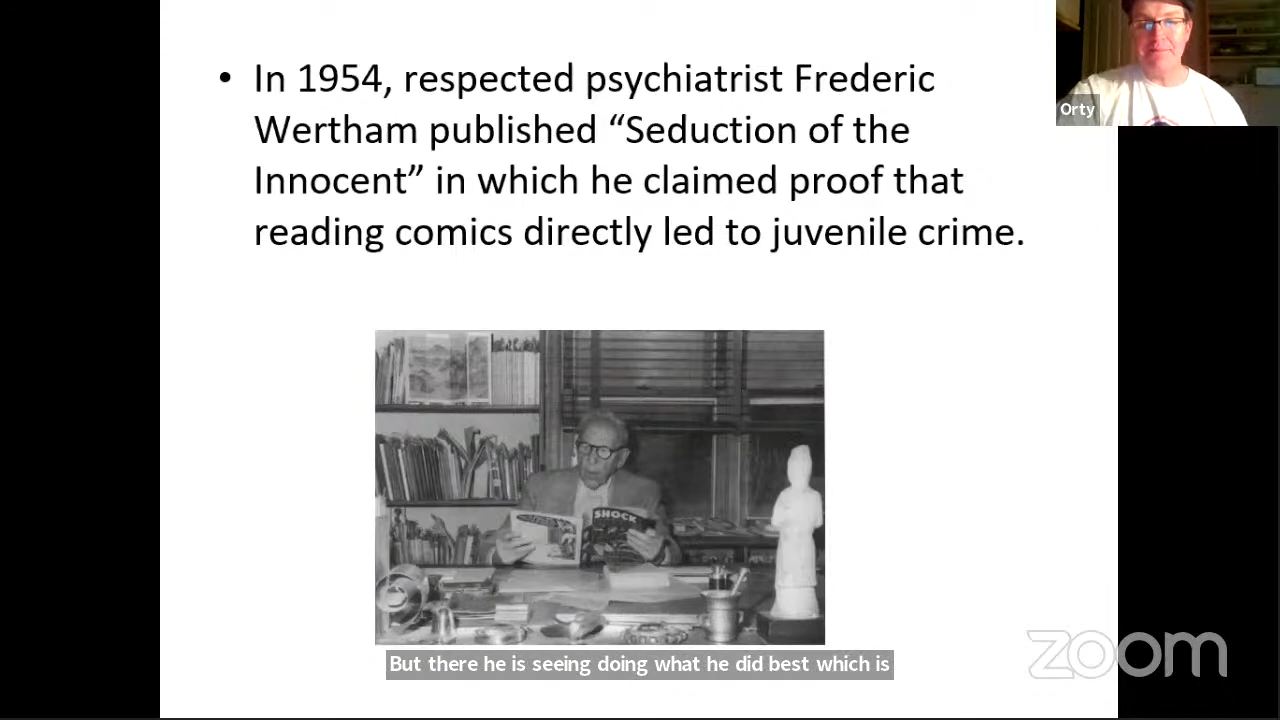 • In 1954, respected psychiatrist Frederic
Wertham published “Seduction of the
Innocent” in which he claimed proof that
reading comics directly led to juvenile crime.
Orty
SHOCK
But there he is seeing doing what he did best which is
zoom